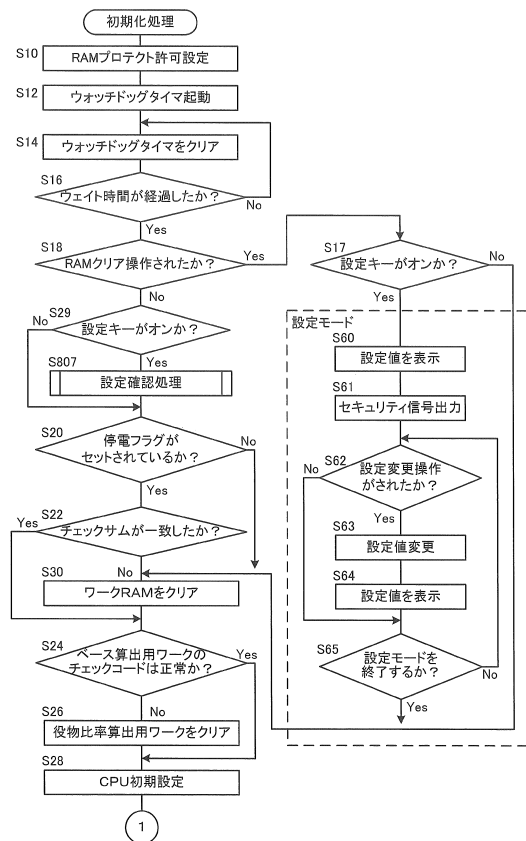 初期化処理
S10
RAMプロテクト許可設定
S12
ウォッチドッグタイマ起動
S14
ウォッチドッグタイマをクリア
S16
ウェイト時間が経過したか?
No
Yes
S18
RAMクリア操作されたか?
Yes
No
S29
設定キーがオンか?
No
Yes
S807
設定確認処理
S20
停電フラグが
セットされているか?
No
Yes
S22
チェックサムが一致したか?
Yes
No
S30
ワークRAMをクリア
S24
ベース算出用ワークの
チェックコードは正常か?
Yes
No
S26
役物比率算出用ワークをクリア
S28
CPU初期設定
1
S17
設定キーがオンか?
No
Yes
設定モード
S60
設定値を表示
S61
セキュリティ信号出力
S62
設定変更操作
がされたか?
No
Yes
S63
設定値変更
S64
設定値を表示
S65
設定モードを
終了するか?
No
Yes